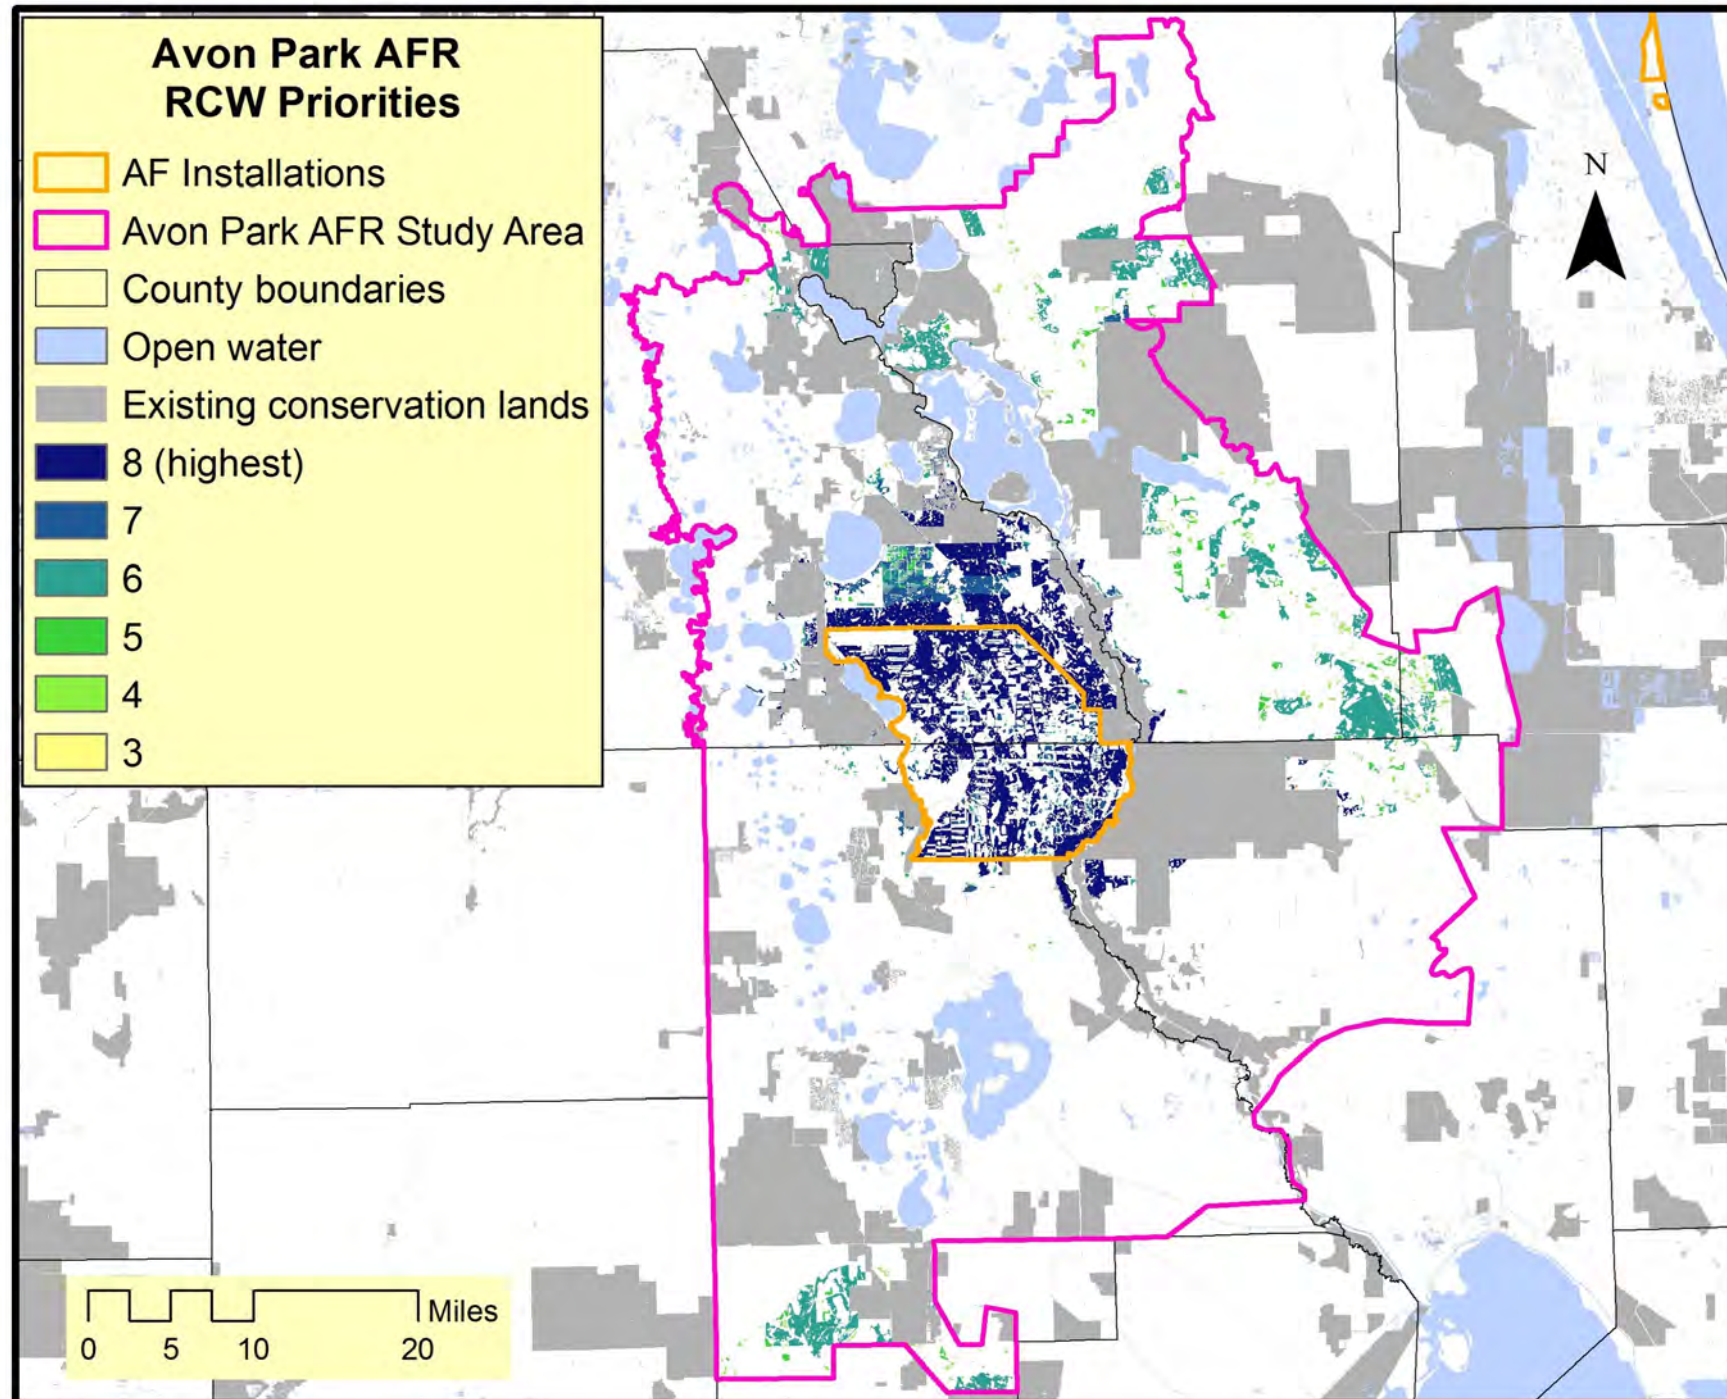 Avon Park AFR
RCW Priorities
AF Installations
Avon Park AFR Study Area
County boundaries
Open water
Existing conservation lands
8 (highest)
7
6
5
4
3
N
Miles
0 5 10 20